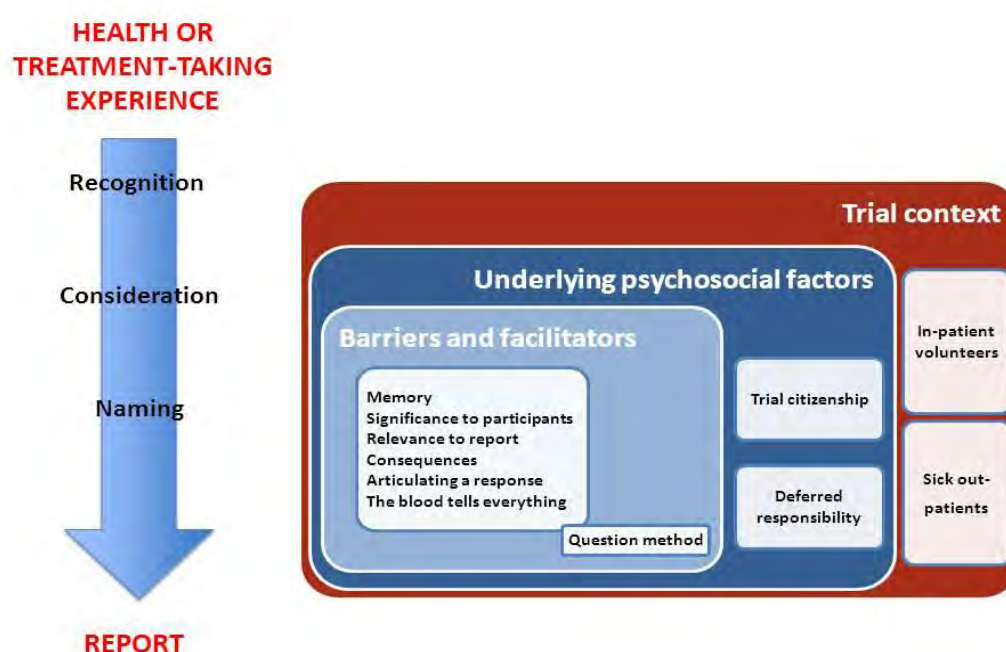 HEALTH OR
TREATMENT-TAKING
EXPERIENCE
Recognition
Consideration
Naming
REPORT
Trial context
Underlying psychosocial factors
Barriers and facilitators
Memory
Significance to participants
Relevance to report
Consequences
Articulating a response
The blood tells everything
Question method
Trial citizenship
Deferred
responsibility
In-patient
volunteers
Sick out-
patients